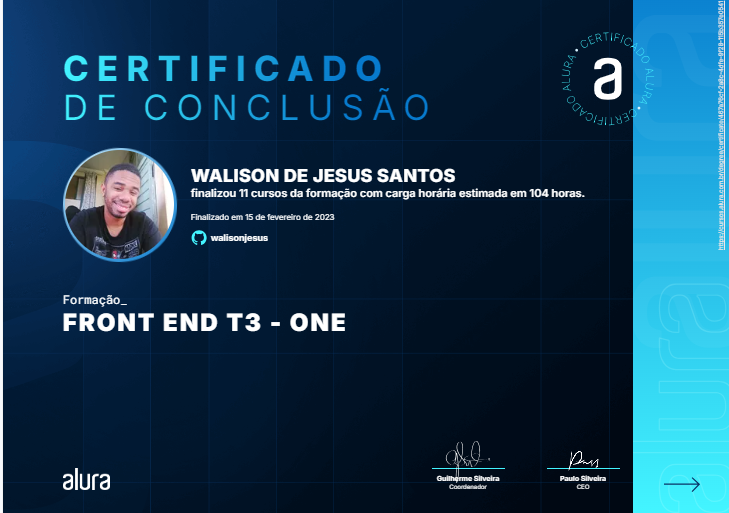 CERTIFICADO
DE CONCLUSÃO
CERTIFICADO ALURA • CERTIFICADO ALURA •
a
WALISON DE JESUS SANTOS
finalizou 11 cursos da formação com carga horária estimada em 104 horas.
Finalizado em 15 de fevereiro de 2023
walisonjesus
Formação_
FRONT END T3 - ONE
alura
Guilherme Silveira
Coordenador
Paulo Silveira
CEO
alura
alura